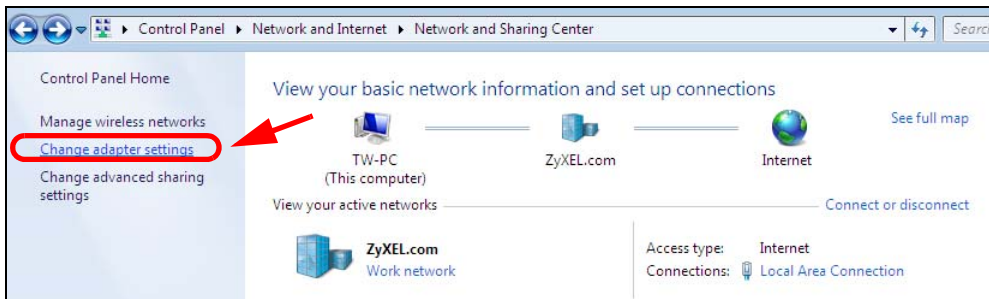 Control Panel ▸ Network and Internet ▸ Network and Sharing Center
Control Panel Home
Manage wireless networks
Change adapter settings
Change advanced sharing
settings
View your basic network information and set up connections
See full map
TW-PC
(This computer)
ZyXEL.com
Internet
View your active networks
Connect or disconnect
ZyXEL.com
Work network
Access type: Internet
Connections: Local Area Connection